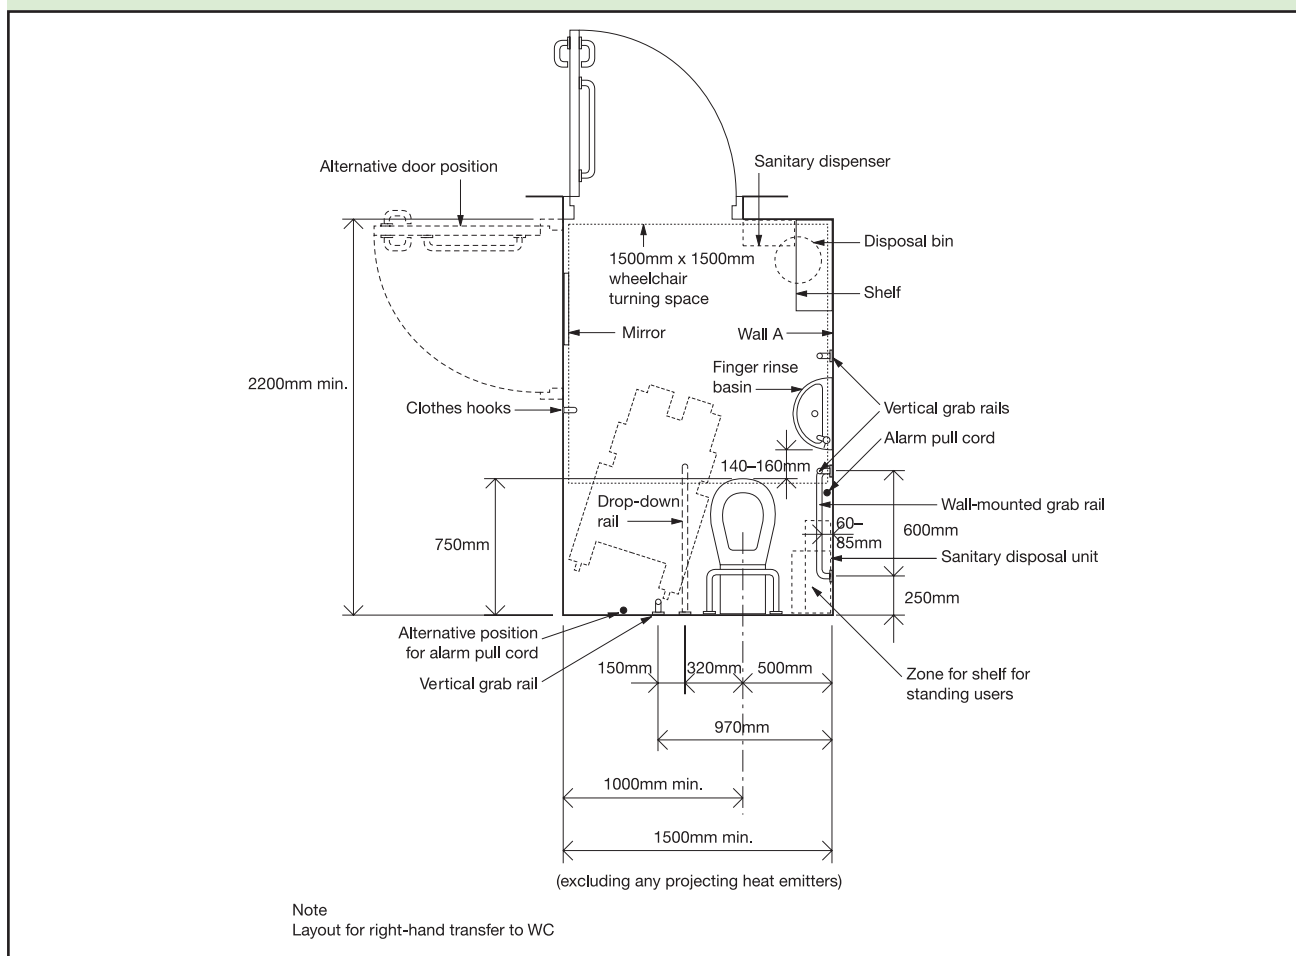 Alternative door position
Sanitary dispenser
Disposal bin
1500mm x 1500mm
wheelchair
turning space
Shelf
Mirror
Wall A
2200mm min.
Finger rinse
basin
Clothes hooks
Vertical grab rails
Alarm pull cord
140–160mm
Drop-down
rail
Wall-mounted grab rail
60–
85mm
600mm
750mm
Sanitary disposal unit
250mm
Alternative position
for alarm pull cord
Vertical grab rail
150mm
320mm
500mm
Zone for shelf for
standing users
970mm
1000mm min.
1500mm min.
(excluding any projecting heat emitters)
Note
Layout for right-hand transfer to WC